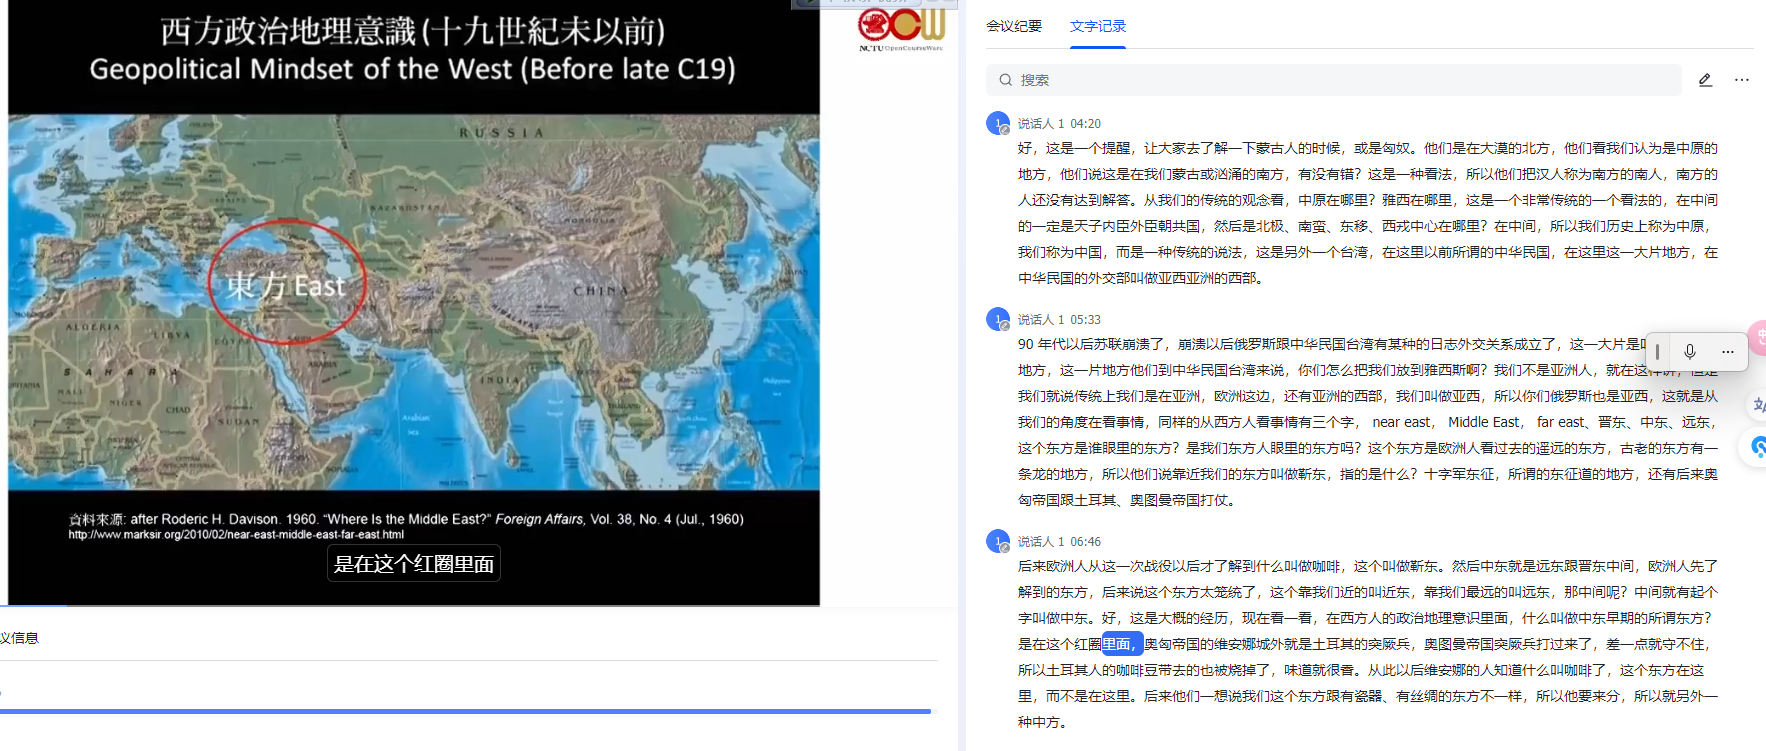 西方政治地理意識(十九世紀末以前)
Geopolitical Mindset of the West (Before late C19)
NCTU OpenCourseWare
RUSSIA
KAZAKHSTAN
MONGOLIA
東方East
CHINA
HIMALAYAS
ALGERIA
LIBYA
EGYPT
SAHARA
ARABIA
INDIA
MALI
NIGER
CHAD
SUDAN
Arabian
Sea
Philippine
SOMALIA
資料來源: after Roderic H. Davison. 1960. “Where Is the Middle East?” Foreign Affairs, Vol. 38, No. 4 (Jul., 1960)
http://www.marksir.org/2010/02/near-east-middle-east-far-east.html
是在这个红圈里面
议信息
会议纪要 文字记录
搜索
1 说话人 1 04:20
好，这是一个提醒，让大家去了解一下蒙古人的时候，或是匈奴。他们是在大漠的北方，他们看我们认为是中原的
地方，他们说这是在我们蒙古或汹涌的南方，有没有错？这是一种看法，所以他们把汉人称为南方的南人，南方的
人还没有达到解答。从我们的传统的观念看，中原在哪里？雅西在哪里，这是一个非常传统的一个看法的，在中间
的一定是天子内臣外臣朝共国，然后是北极、南蛮、东移、西戎中心在哪里？在中间，所以我们历史上称为中原，
我们称为中国，而是一种传统的说法，这是另外一个台湾，在这里以前所谓的中华民国，在这里这一大片地方，在
中华民国的外交部叫做亚西亚洲的西部。
1 说话人 1 05:33
90 年代以后苏联崩溃了，崩溃以后俄罗斯跟中华民国台湾有某种的日志外交关系成立了，这一大片是
地方，这一片地方他们到中华民国台湾来说，你们怎么把我们放到雅西斯啊？我们不是亚洲人，就在这样讲，但是
我们就说传统上我们是在亚洲，欧洲这边，还有亚洲的西部，我们叫做亚西，所以你们俄罗斯也是亚西，这就是从
我们的角度在看事情，同样的从西方人看事情有三个字， near east， Middle East， far east、晋东、中东、远东，
这个东方是谁眼里的东方？是我们东方人眼里的东方吗？这个东方是欧洲人看过去的遥远的东方，古老的东方有一
条龙的地方，所以他们说靠近我们的东方叫做靳东，指的是什么？十字军东征，所谓的东征道的地方，还有后来奥
匈帝国跟土耳其、奥图曼帝国打仗。
1 说话人 1 06:46
后来欧洲人从这一次战役以后才了解到什么叫做咖啡，这个叫做靳东。然后中东就是远东跟晋东中间，欧洲人先了
解到的东方，后来说这个东方太笼统了，这个靠我们近的叫近东，靠我们最远的叫远东，那中间呢？中间就有起个
字叫做中东。好，这是大概的经历，现在看一看，在西方人的政治地理意识里面，什么叫做中东早期的所谓东方？
是在这个红圈里面，奥匈帝国的维安娜城外就是土耳其的突厥兵，奥图曼帝国突厥兵打过来了，差一点就守不住，
所以土耳其人的咖啡豆带去的也被烧掉了，味道就很香。从此以后维安娜的人知道什么叫咖啡了，这个东方在这
里，而不是在这里。后来他们一想说我们这个东方跟有瓷器、有丝绸的东方不一样，所以他要来分，所以就另外一
种中方。